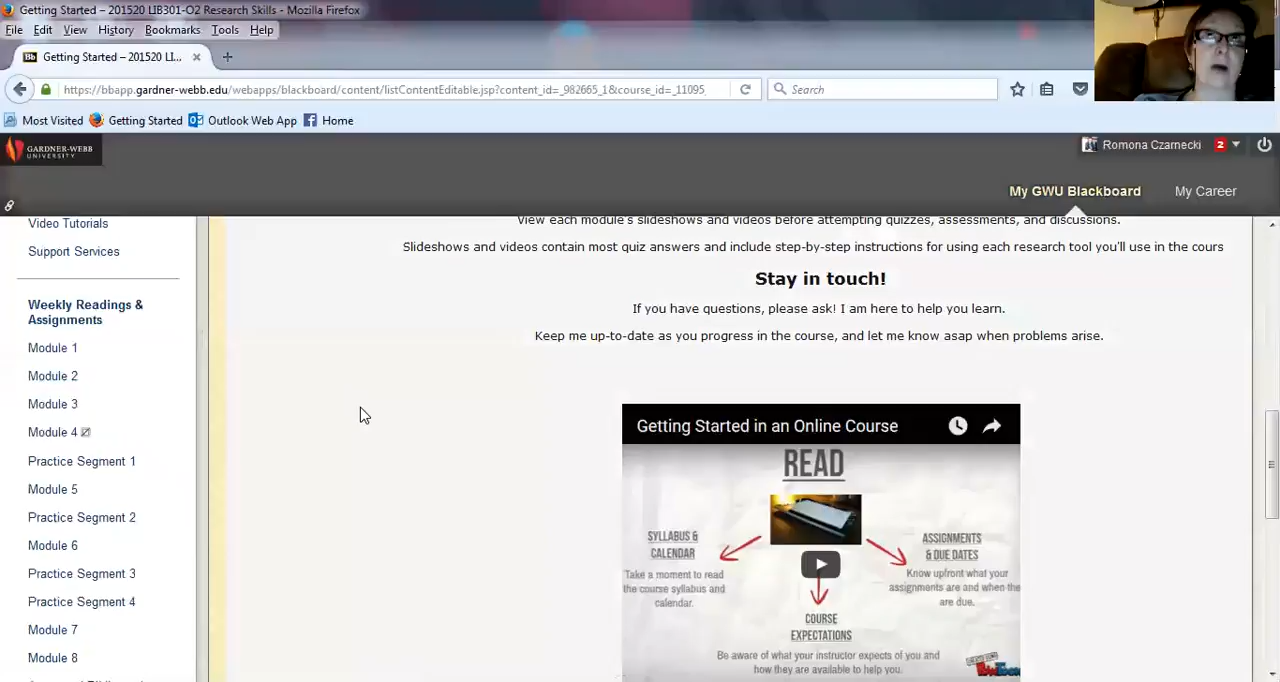 Getting Started – 201520 LIB301-O2 Research Skills - Mozilla Firefox
File Edit View History Bookmarks Tools Help
Bb Getting Started – 201520 LI... × +
https://bbapp.gardner-webb.edu/webapps/blackboard/content/listContentEditable.jsp?content_id=_982665_1&course_id=_11095
Search
Most Visited Getting Started Outlook Web App Home
GARDNER-WEBB
UNIVERSITY
Romona Czarnecki 2
My GWU Blackboard My Career
Video Tutorials
Support Services
Weekly Readings &
Assignments
Module 1
Module 2
Module 3
Module 4
Practice Segment 1
Module 5
Practice Segment 2
Module 6
Practice Segment 3
Practice Segment 4
Module 7
Module 8
View each module's slideshows and videos before attempting quizzes, assessments, and discussions.
Slideshows and videos contain most quiz answers and include step-by-step instructions for using each research tool you'll use in the cours
Stay in touch!
If you have questions, please ask! I am here to help you learn.
Keep me up-to-date as you progress in the course, and let me know asap when problems arise.
Getting Started in an Online Course
READ
SYLLABUS &
CALENDAR
Take a moment to read
the course syllabus and
calendar.
ASSIGNMENTS
& DUE DATES
Know upfront what your
assignments are and when the
are due.
COURSE
EXPECTATIONS
Be aware of what your instructor expects of you and
how they are available to help you.